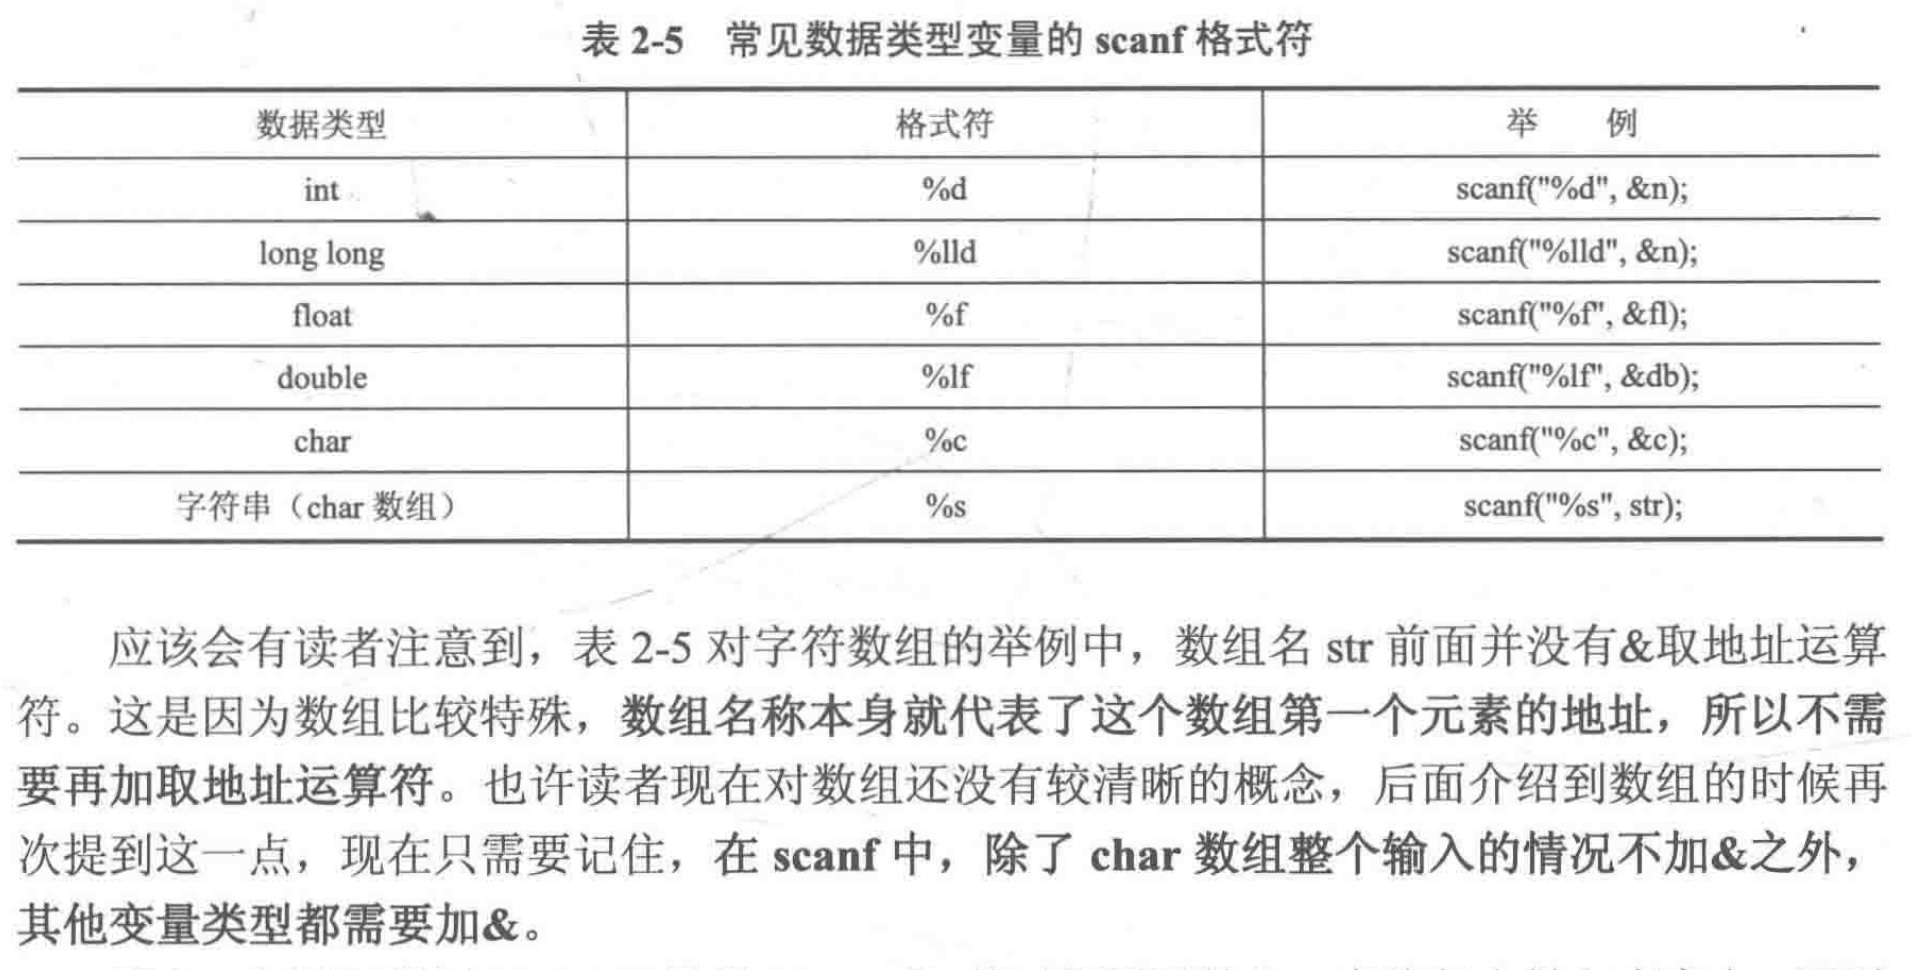 表 2-5 常见数据类型变量的 scanf 格式符
数据类型 格式符 举 例
int %d scanf("%d", &n);
long long %lld scanf("%lld", &n);
float %f scanf("%f", &fl);
double %lf scanf("%lf", &db);
char %c scanf("%c", &c);
字符串（char 数组） %s scanf("%s", str);
应该会有读者注意到，表 2-5 对字符数组的举例中，数组名 str 前面并没有&取地址运算
符。这是因为数组比较特殊，数组名称本身就代表了这个数组第一个元素的地址，所以不需
要再加取地址运算符。也许读者现在对数组还没有较清晰的概念，后面介绍到数组的时候再
次提到这一点，现在只需要记住，在 scanf 中，除了 char 数组整个输入的情况不加&之外，
其他变量类型都需要加&。